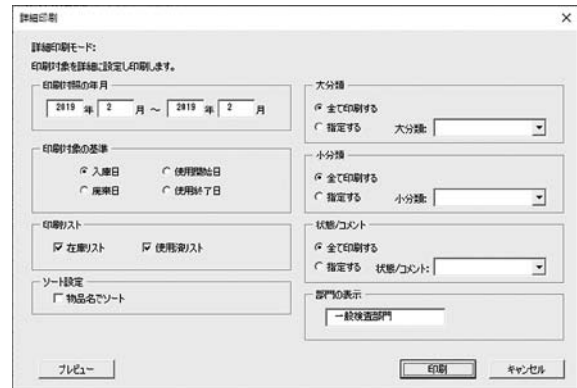 詳細印刷
詳細印刷モード:
印刷対象を詳細に設定し印刷します。
印刷対照の年月
2019 年 2 月 ～ 2019 年 2 月
印刷対象の基準
入庫日 使用開始日
廃棄日 使用終了日
印刷リスト
在庫リスト 使用済リスト
ソート設定
物品名でソート
大分類
全て印刷する
指定する 大分類:
小分類
全て印刷する
指定する 小分類:
状態/コメント
全て印刷する
指定する 状態/コメント:
部門の表示
一般検査部門
プレビュー 印刷 キャンセル